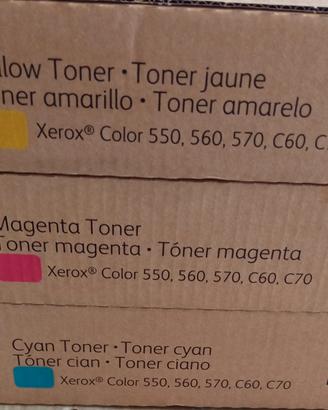 low Toner • Toner jaune
ner amarillo • Toner amarelo
Xerox® Color 550, 560, 570, C60, C
Magenta Toner
Toner magenta • Tóner magenta
Xerox® Color 550, 560, 570, C60, C70
Cyan Toner • Toner cyan
Tóner cian • Toner ciano
Xerox® Color 550, 560, 570, C60, C70